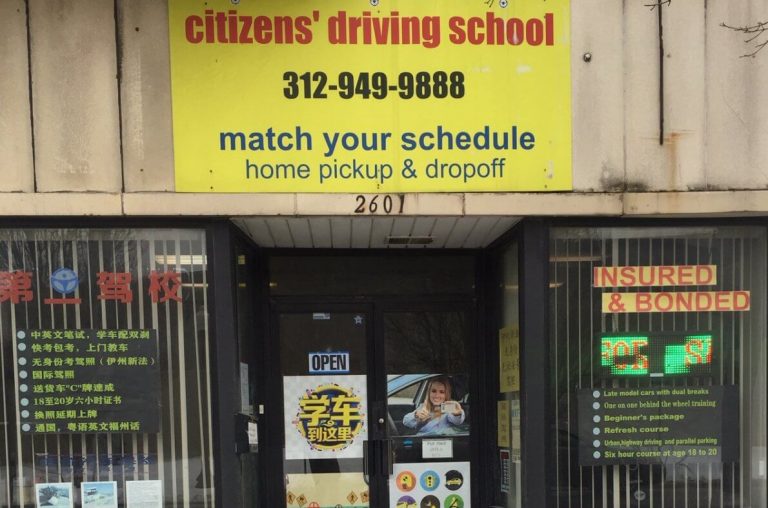 citizens' driving school
312-949-9888
match your schedule
home pickup & dropoff
2601
第一驾校
中英文笔试，学车配双刹
快考包考，上门教车
无身份考驾照（伊州新法）
国际驾照
送货车"C"牌速成
18至20岁六小时证书
换照延期上牌
通国，粤语英文福州话
OPEN
学车
到这里
INSURED
& BONDED
Late model cars with dual breaks
One on one behind the wheel training
Beginner's package
Refresh course
Urban,highway driving and parallel parking
Six hour course at age 18 to 20